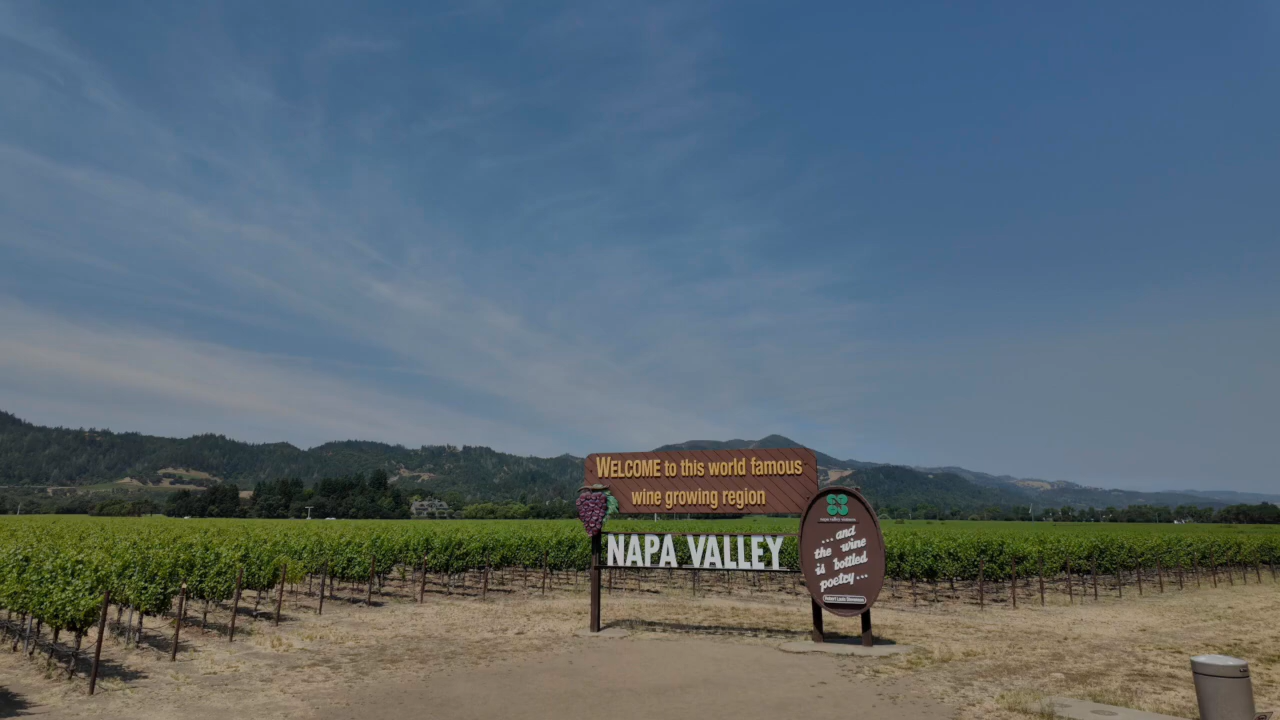 WELCOME to this world famous
wine growing region
NAPA VALLEY
...and
the wine
is bottled
poetry...
Robert Louis Stevenson